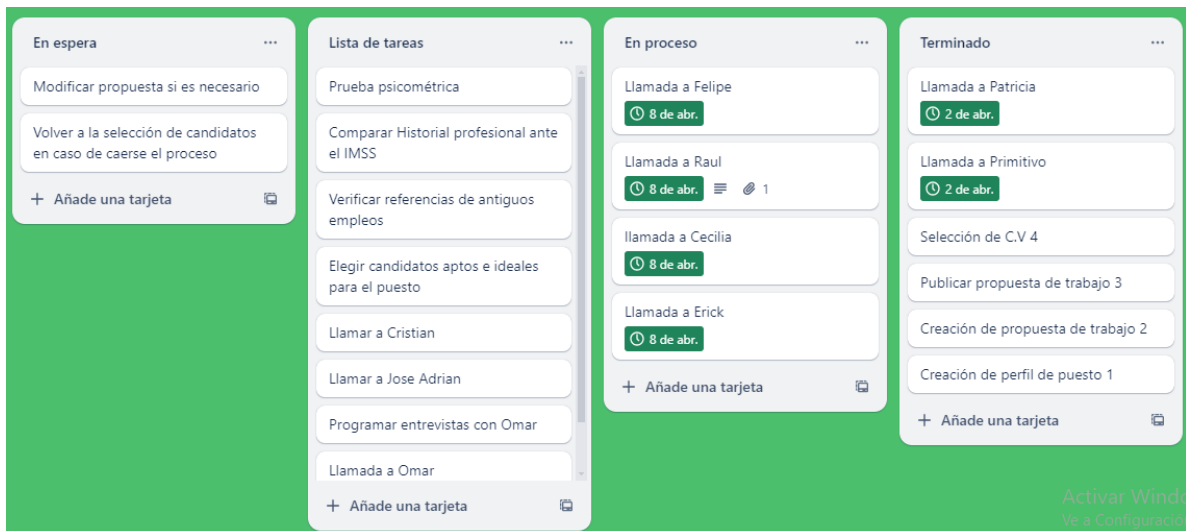 En espera
Modificar propuesta si es necesario
Volver a la selección de candidatos
en caso de caerse el proceso
Añade una tarjeta
Lista de tareas
Prueba psicométrica
Comparar Historial profesional ante
el IMSS
Verificar referencias de antiguos
empleos
Elegir candidatos aptos e ideales
para el puesto
Llamar a Cristian
Llamar a Jose Adrian
Programar entrevistas con Omar
Llamada a Omar
Añade una tarjeta
En proceso
Llamada a Felipe
8 de abr.
Llamada a Raul
8 de abr. 1
llamada a Cecilia
8 de abr.
Llamada a Erick
8 de abr.
Añade una tarjeta
Terminado
Llamada a Patricia
2 de abr.
Llamada a Primitivo
2 de abr.
Selección de C.V 4
Publicar propuesta de trabajo 3
Creación de propuesta de trabajo 2
Creación de perfil de puesto 1
Añade una tarjeta
Activar Windo
Ve a Configuració